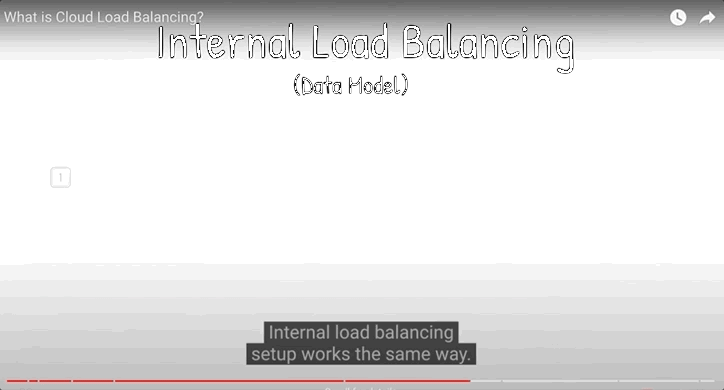 What is Cloud Load Balancing?
Internal Load Balancing
(Data Model)
1
Internal load balancing
setup works the same way.